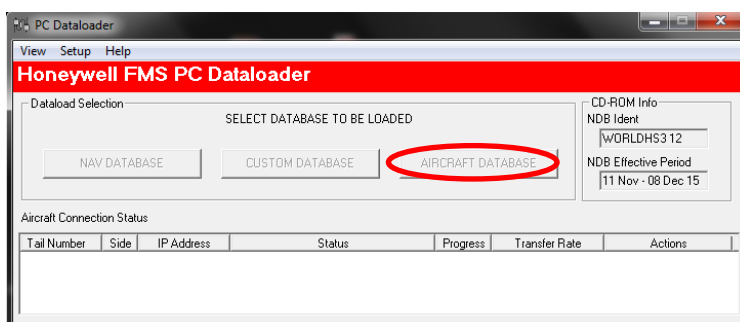 PC Dataloader
View Setup Help
Honeywell FMS PC Dataloader
Dataload Selection
SELECT DATABASE TO BE LOADED
NAV DATABASE CUSTOM DATABASE AIRCRAFT DATABASE
CD-ROM Info
NDB Ident
WORLDHS3 12
NDB Effective Period
11 Nov - 08 Dec 15
Aircraft Connection Status
Tail Number Side IP Address Status Progress Transfer Rate Actions